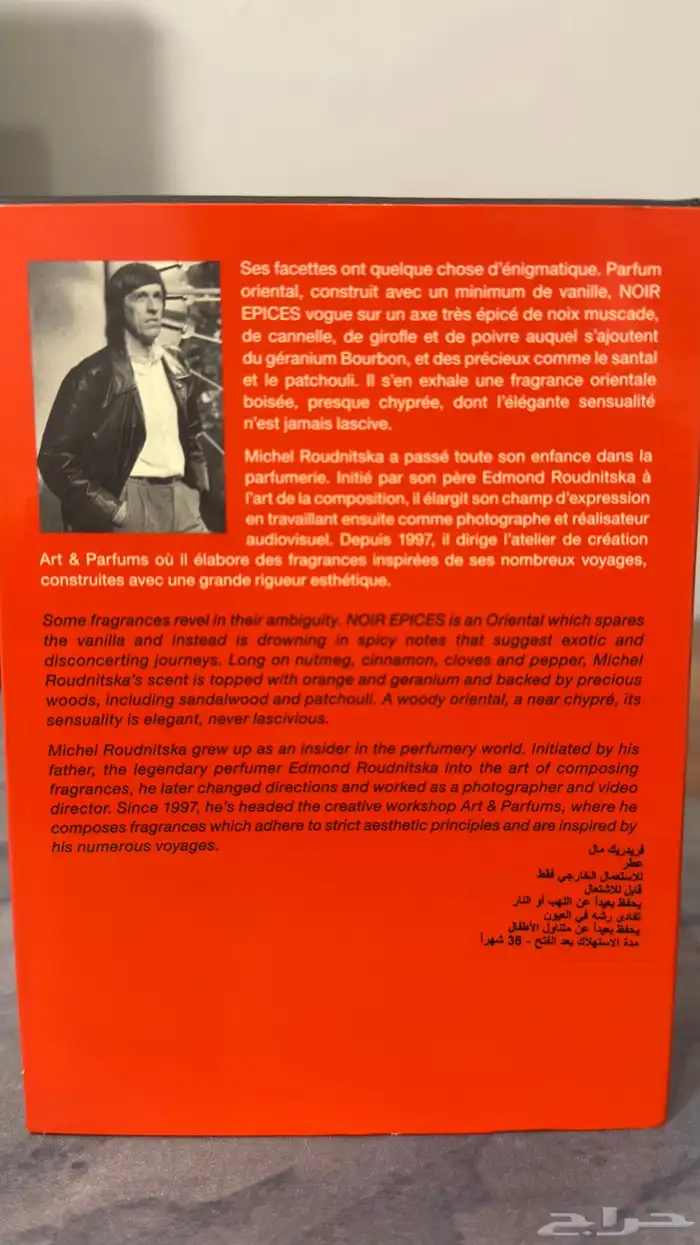 Ses facettes ont quelque chose d'énigmatique. Parfum
oriental, construit avec un minimum de vanille, NOIR
EPICES vogue sur un axe très épicé de noix muscade,
de cannelle, de girofle et de poivre auquel s'ajoutent
du géranium Bourbon, et des précieux comme le santal
et le patchouli. Il s'en exhale une fragrance orientale
boisée, presque chyprée, dont l'élégante sensualité
n'est jamais lascive.
Michel Roudnitska a passé toute son enfance dans la
parfumerie. Initié par son père Edmond Roudnitska à
l'art de la composition, il élargit son champ d'expression
en travaillant ensuite comme photographe et réalisateur
audiovisuel. Depuis 1997, il dirige l'atelier de création
Art & Parfums où il élabore des fragrances inspirées de ses nombreux voyages,
construites avec une grande rigueur esthétique.
Some fragrances revel in their ambiguity. NOIR EPICES is an Oriental which spares
the vanilla and instead is drowning in spicy notes that suggest exotic and
disconcerting journeys. Long on nutmeg, cinnamon, cloves and pepper, Michel
Roudnitska's scent is topped with orange and geranium and backed by precious
woods, including sandalwood and patchouli. A woody oriental, a near chypré, its
sensuality is elegant, never lascivious.
Michel Roudnitska grew up as an insider in the perfumery world. Initiated by his
father, the legendary perfumer Edmond Roudnitska into the art of composing
fragrances, he later changed directions and worked as a photographer and video
director. Since 1997, he's headed the creative workshop Art & Parfums, where he
composes fragrances which adhere to strict aesthetic principles and are inspired by
his numerous voyages.
فريدريك مال
عطر
للاستعمال الخارجي فقط
قابل للاشتعال
يحفظ بعيداً عن اللهب أو النار
تفادى رشه في العيون
يحفظ بعيداً عن متناول الأطفال
مدة الاستهلاك بعد الفتح - 36 شهراً
حراج